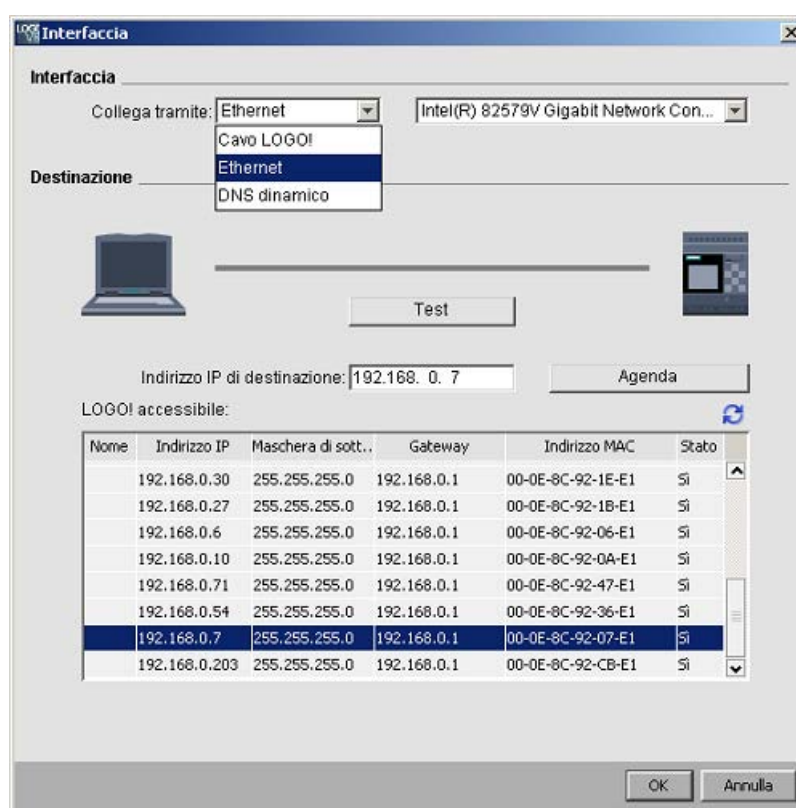 Interfaccia
Interfaccia
Collega tramite: Ethernet Intel(R) 82579V Gigabit Network Con...
Cavo LOGO!
Ethernet
DNS dinamico
Destinazione
Test
Indirizzo IP di destinazione: 192.168. 0. 7 Agenda
LOGO! accessibile:
Nome Indirizzo IP Maschera di sott.. Gateway Indirizzo MAC Stato
192.168.0.30 255.255.255.0 192.168.0.1 00-0E-8C-92-1E-E1 Sì
192.168.0.27 255.255.255.0 192.168.0.1 00-0E-8C-92-1B-E1 Sì
192.168.0.6 255.255.255.0 192.168.0.1 00-0E-8C-92-06-E1 Sì
192.168.0.10 255.255.255.0 192.168.0.1 00-0E-8C-92-0A-E1 Sì
192.168.0.71 255.255.255.0 192.168.0.1 00-0E-8C-92-47-E1 Sì
192.168.0.54 255.255.255.0 192.168.0.1 00-0E-8C-92-36-E1 Sì
192.168.0.7 255.255.255.0 192.168.0.1 00-0E-8C-92-07-E1 Sì
192.168.0.203 255.255.255.0 192.168.0.1 00-0E-8C-92-CB-E1 Sì
OK Annulla